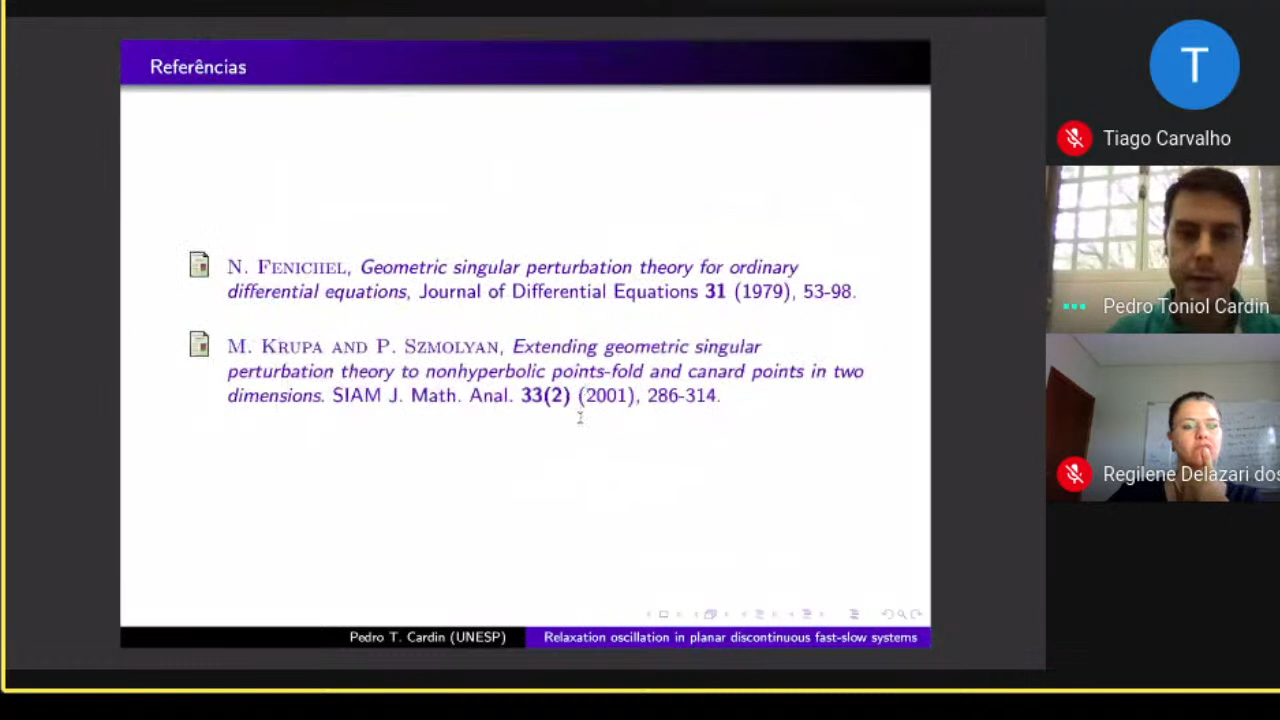 Referências
N. FENICHEL, Geometric singular perturbation theory for ordinary
differential equations, Journal of Differential Equations 31 (1979), 53-98.
M. KRUPA AND P. SZMOLYAN, Extending geometric singular
perturbation theory to nonhyperbolic points-fold and canard points in two
dimensions. SIAM J. Math. Anal. 33(2) (2001), 286-314.
Pedro T. Cardin (UNESP)
Relaxation oscillation in planar discontinuous fast-slow systems
T
Tiago Carvalho
Pedro Toniol Cardin
Regilene Delazari dos